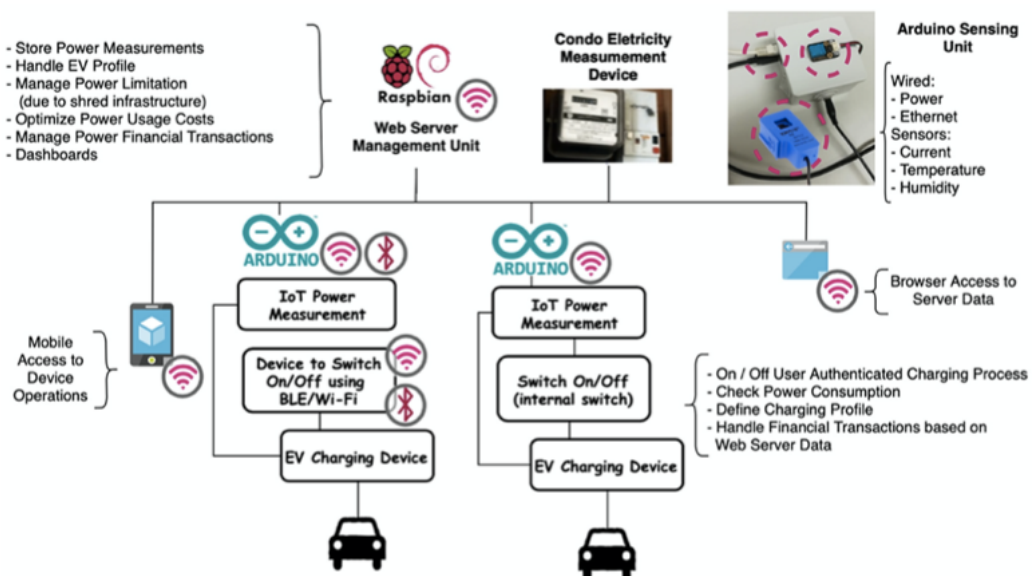 - Store Power Measurements
- Handle EV Profile
- Manage Power Limitation
(due to shred infrastructure)
- Optimize Power Usage Costs
- Manage Power Financial Transactions
- Dashboards
Raspbian
Web Server
Management Unit
Condo Eletricity
Measumement
Device
Arduino Sensing
Unit
Wired:
- Power
- Ethernet
Sensors:
- Current
- Temperature
- Humidity
ARDUINO
IoT Power
Measurement
Device to Switch
On/Off using
BLE/Wi-Fi
EV Charging Device
ARDUINO
IoT Power
Measurement
Switch On/Off
(internal switch)
EV Charging Device
Mobile
Access to
Device
Operations
Browser Access to
Server Data
- On / Off User Authenticated Charging Process
- Check Power Consumption
- Define Charging Profile
- Handle Financial Transactions based on
Web Server Data